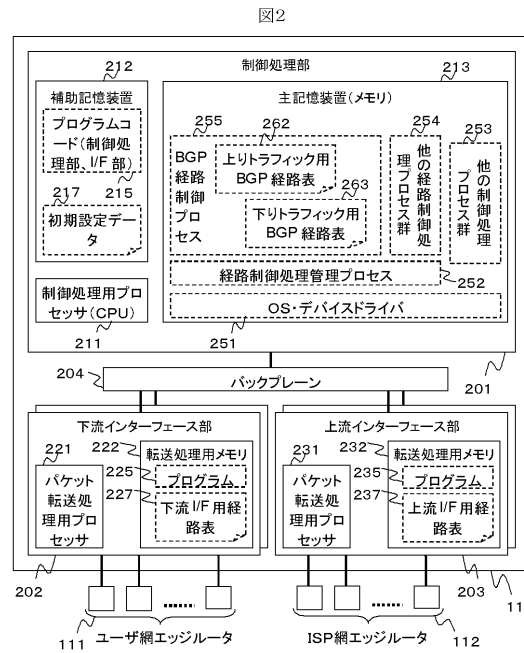 図2
制御処理部
212
213
補助記憶装置
主記憶装置(メモリ)
プログラムコ
ード(制御処
理部、I/F 部)
217
215
初期設定デー
タ
制御処理用プロ
セッサ(CPU)
211
255
262
254
253
BGP
経路
制御
プロ
セス
上りトラフィック用
BGP 経路表
263
下りトラフィック用
BGP 経路表
他の経路制御処
理プロセス群
他の制御処理
プロセス群
経路制御処理管理プロセス
252
OS・デバイスドライバ
251
201
204
バックプレーン
下流インターフェース部
221
222
転送処理用メモリ
225
プログラム
227
パケット
転送処
理用プロ
セッサ
下流 I/F 用経
路表
202
上流インターフェース部
231
232
転送処理用メモリ
235
プログラム
237
パケット
転送処
理用プロ
セッサ
上流 I/F 用経
路表
203
11
111
ユーザ網エッジルータ
ISP網エッジルータ
112